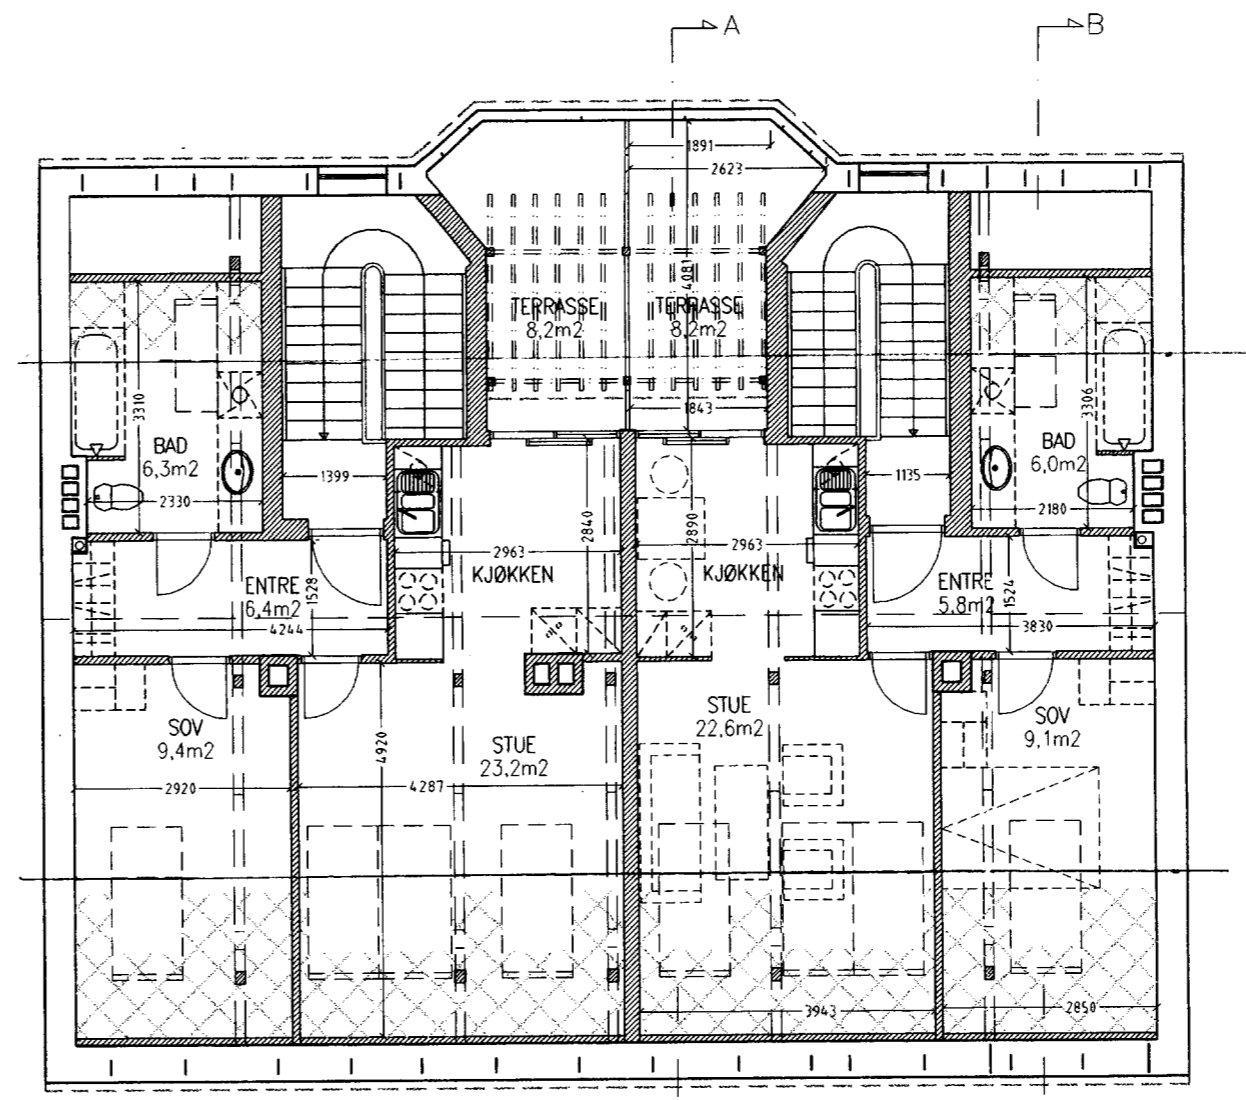 A
B
1891
2623
4081
TERRASSE
8,2m2
TERRASSE
8,2m2
1843
3310
BAD
6,3m2
2330
1399
2840
2963
KJØKKEN
2890
2963
KJØKKEN
1135
3306
BAD
6,0m2
2180
ENTRE
6,4m2
1528
4244
ENTRE
5,8m2
1524
3830
SOV
9,4m2
2920
4920
STUE
23,2m2
4287
STUE
22,6m2
SOV
9,1m2
3943
2850